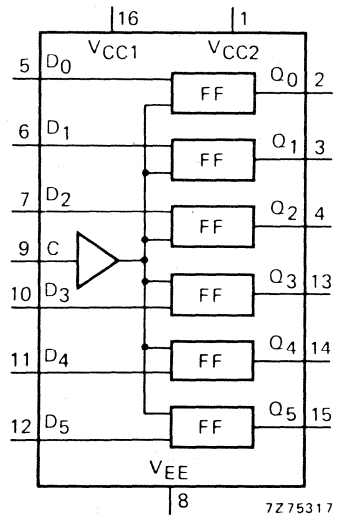 16 1
VCC1 VCC2
5 D0 FF Q0 2
6 D1 FF Q1 3
7 D2 FF Q2 4
9 C
10 D3 FF Q3 13
11 D4 FF Q4 14
12 D5 FF Q5 15
VEE
8
7Z75317